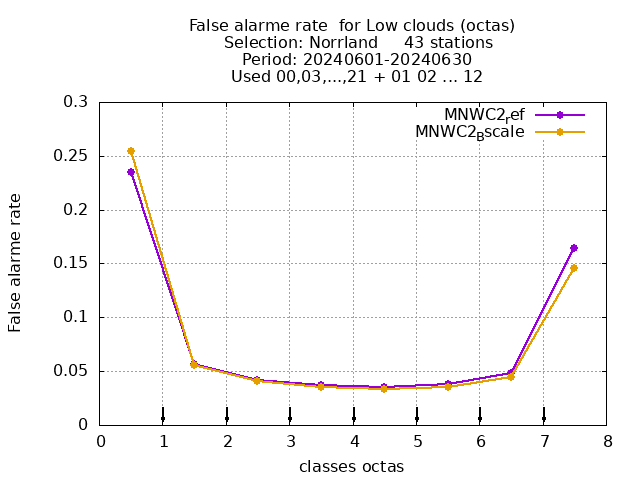 False alarme rate  for Low clouds (octas)
Selection: Norrland     43 stations
Period: 20240601-20240630
Used 00,03,...,21 + 01 02 ... 12
MNWC2ref
MNWC2Bscale
0.3
0.25
0.2
0.15
0.1
0.05
0
False alarme rate
0 1 2 3 4 5 6 7 8
classes octas